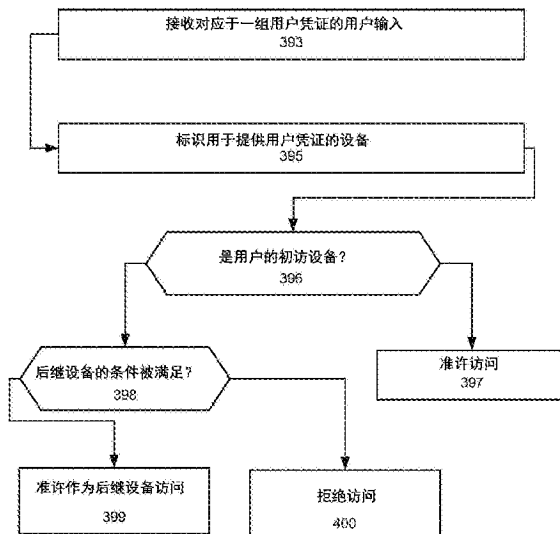 接收对应于一组用户凭证的用户输入
393
标识用于提供用户凭证的设备
395
是用户的初访设备?
396
后继设备的条件被满足?
398
准许访问
397
准许作为后继设备访问
399
拒绝访问
400